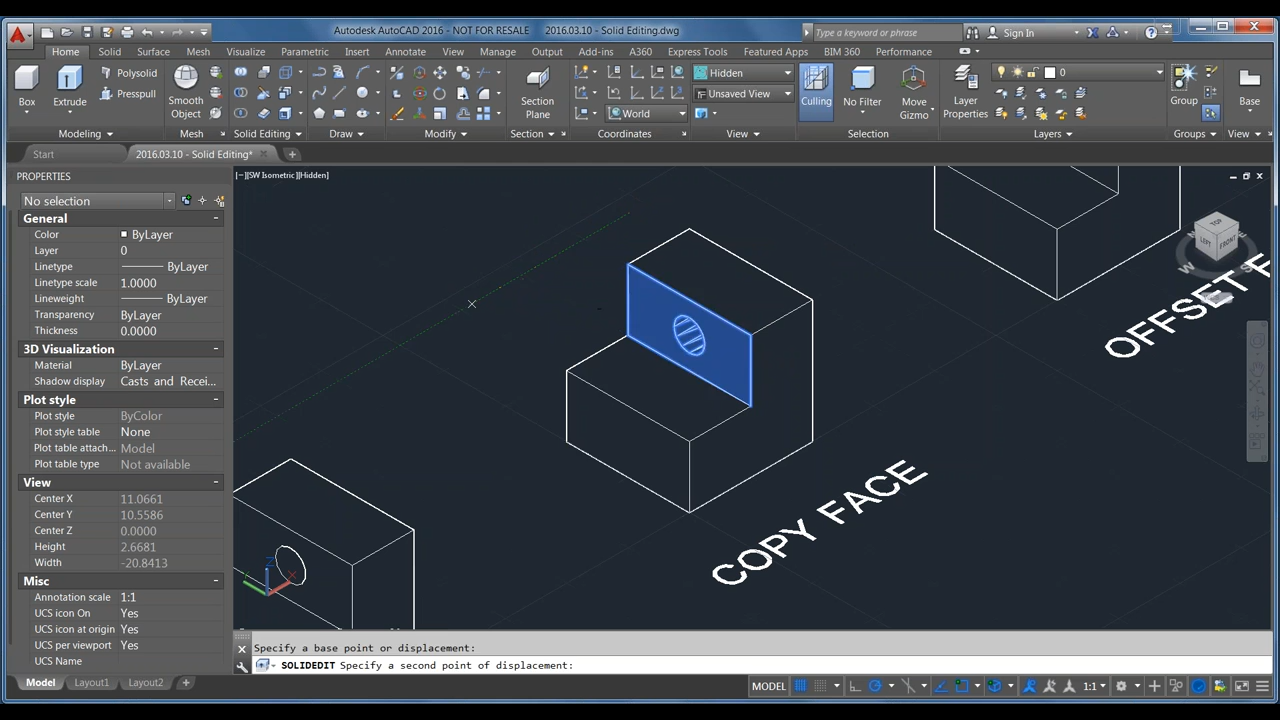 Autodesk AutoCAD 2016 - NOT FOR RESALE 2016.03.10 - Solid Editing.dwg
Type a keyword or phrase
Sign In
Home Solid Surface Mesh Visualize Parametric Insert Annotate View Manage Output Add-ins A360 Express Tools Featured Apps BIM 360 Performance
Polysolid
Presspull
Box
Extrude
Smooth
Object
Section
Plane
World
Hidden
Unsaved View
Culling
No Filter
Move
Gizmo
Layer
Properties
0
Group
Base
Modeling Mesh Solid Editing Draw Modify Section Coordinates View Selection Layers Groups View
Start
2016.03.10 - Solid Editing*
PROPERTIES
No selection
General
Color ByLayer
Layer 0
Linetype ByLayer
Linetype scale 1.0000
Lineweight ByLayer
Transparency ByLayer
Thickness 0.0000
3D Visualization
Material ByLayer
Shadow display Casts and Recei...
Plot style
Plot style ByColor
Plot style table None
Plot table attach... Model
Plot table type Not available
View
Center X 11.0661
Center Y 10.5586
Center Z 0.0000
Height 2.6681
Width -20.8413
Misc
Annotation scale 1:1
UCS icon On Yes
UCS icon at origin Yes
UCS per viewport Yes
UCS Name
[−][SW Isometric][Hidden]
TOP
LEFT
FRONT
W
S
OFFSET F
COPY FACE
Z
X
Specify a base point or displacement:
SOLIDEDIT Specify a second point of displacement:
Model Layout1 Layout2
MODEL
1:1